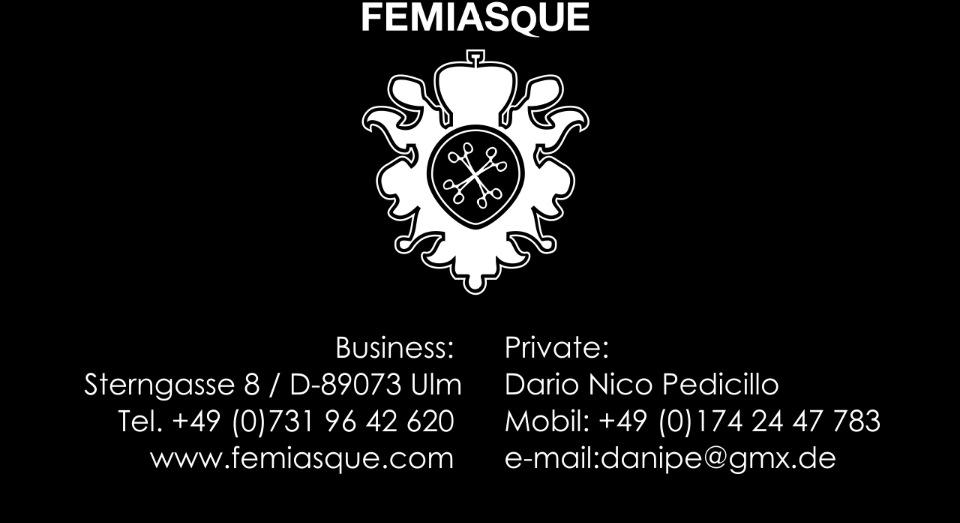 FEMIASQUE
Business:
Sterngasse 8 / D-89073 Ulm
Tel. +49 (0)731 96 42 620
www.femiasque.com
Private:
Dario Nico Pedicillo
Mobil: +49 (0)174 24 47 783
e-mail:danipe@gmx.de